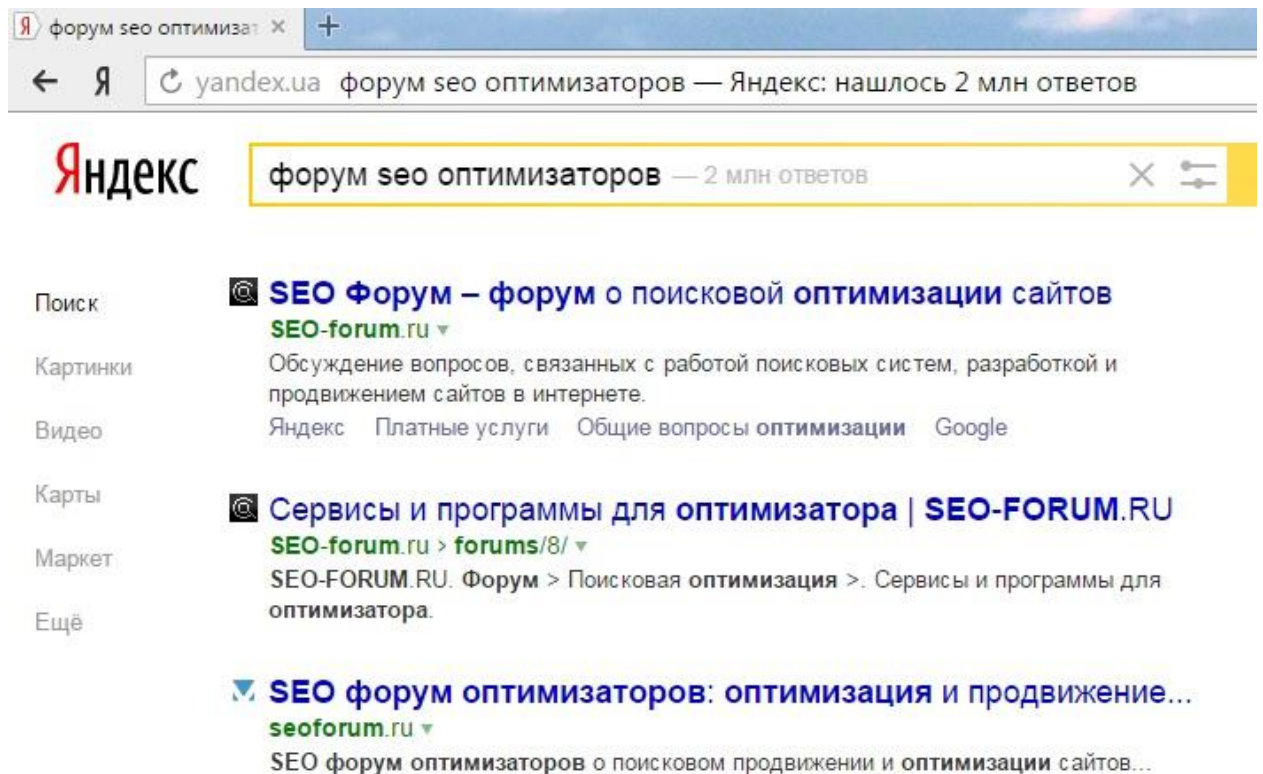 Я форум seo оптимизат × +
← Я yandex.ua форум seo оптимизаторов — Яндекс: нашлось 2 млн ответов
Яндекс форум seo оптимизаторов — 2 млн ответов
Поиск
Картинки
Видео
Карты
Маркет
Ещё
SEO Форум – форум о поисковой оптимизации сайтов
SEO-forum.ru
Обсуждение вопросов, связанных с работой поисковых систем, разработкой и
продвижением сайтов в интернете.
Яндекс Платные услуги Общие вопросы оптимизации Google
Сервисы и программы для оптимизатора | SEO-FORUM.RU
SEO-forum.ru > forums/8/
SEO-FORUM.RU. Форум > Поисковая оптимизация >. Сервисы и программы для
оптимизатора.
SEO форум оптимизаторов: оптимизация и продвижение...
seoforum.ru
SEO форум оптимизаторов о поисковом продвижении и оптимизации сайтов...